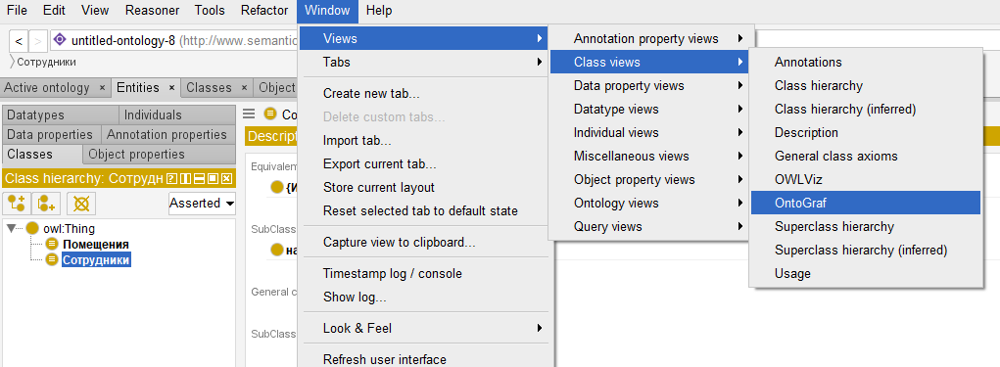 File Edit View Reasoner Tools Refactor Window Help
< > untitled-ontology-8 (http://www.semantic
Сотрудники
Active ontology × Entities × Classes × Object
Datatypes Individuals
Data properties Annotation properties
Classes Object properties
Class hierarchy: Сотрудн
Asserted
owl:Thing
Помещения
Сотрудники
Co
Descript
Equivalen
{И
SubClass
на
General c
SubClass
Views
Tabs
Create new tab...
Delete custom tabs...
Import tab...
Export current tab...
Store current layout
Reset selected tab to default state
Capture view to clipboard...
Timestamp log / console
Show log...
Look & Feel
Refresh user interface
Annotation property views
Class views
Data property views
Datatype views
Individual views
Miscellaneous views
Object property views
Ontology views
Query views
Annotations
Class hierarchy
Class hierarchy (inferred)
Description
General class axioms
OWLViz
OntoGraf
Superclass hierarchy
Superclass hierarchy (inferred)
Usage